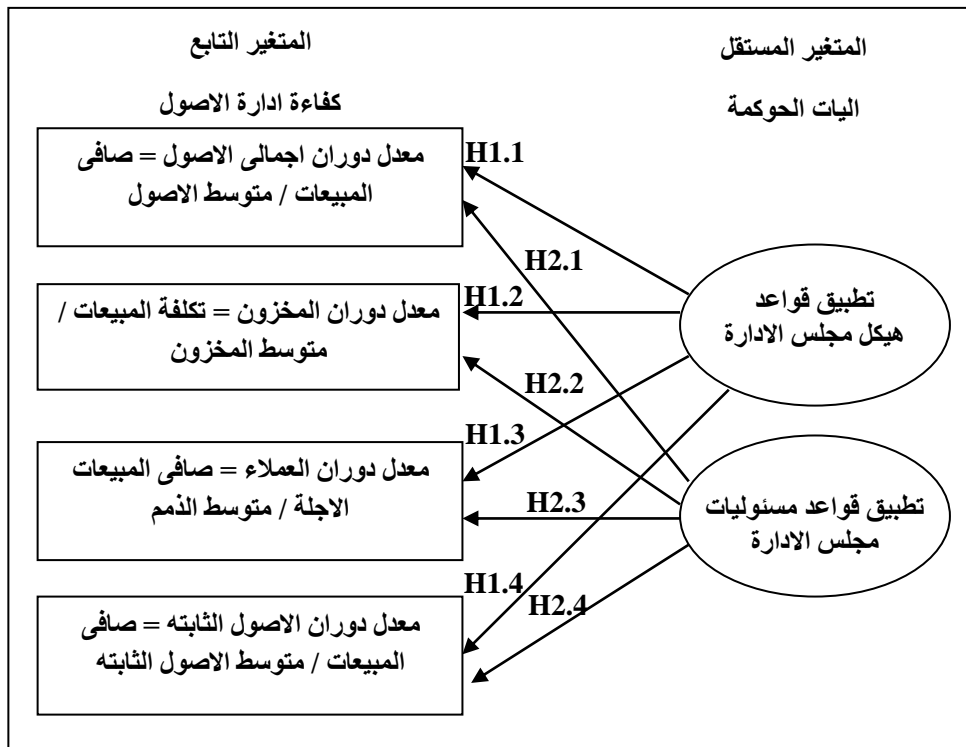 المتغير المستقل
اليات الحوكمة
المتغير التابع
كفاءة ادارة الاصول
تطبيق قواعد
هيكل مجلس الادارة
تطبيق قواعد مسئوليات
مجلس الادارة
H1.1
H2.1
H1.2
H2.2
H1.3
H2.3
H1.4
H2.4
معدل دوران اجمالى الاصول = صافى
المبيعات / متوسط الاصول
معدل دوران المخزون = تكلفة المبيعات /
متوسط المخزون
معدل دوران العملاء = صافى المبيعات
الاجلة / متوسط الذمم
معدل دوران الاصول الثابته = صافى
المبيعات / متوسط الاصول الثابته